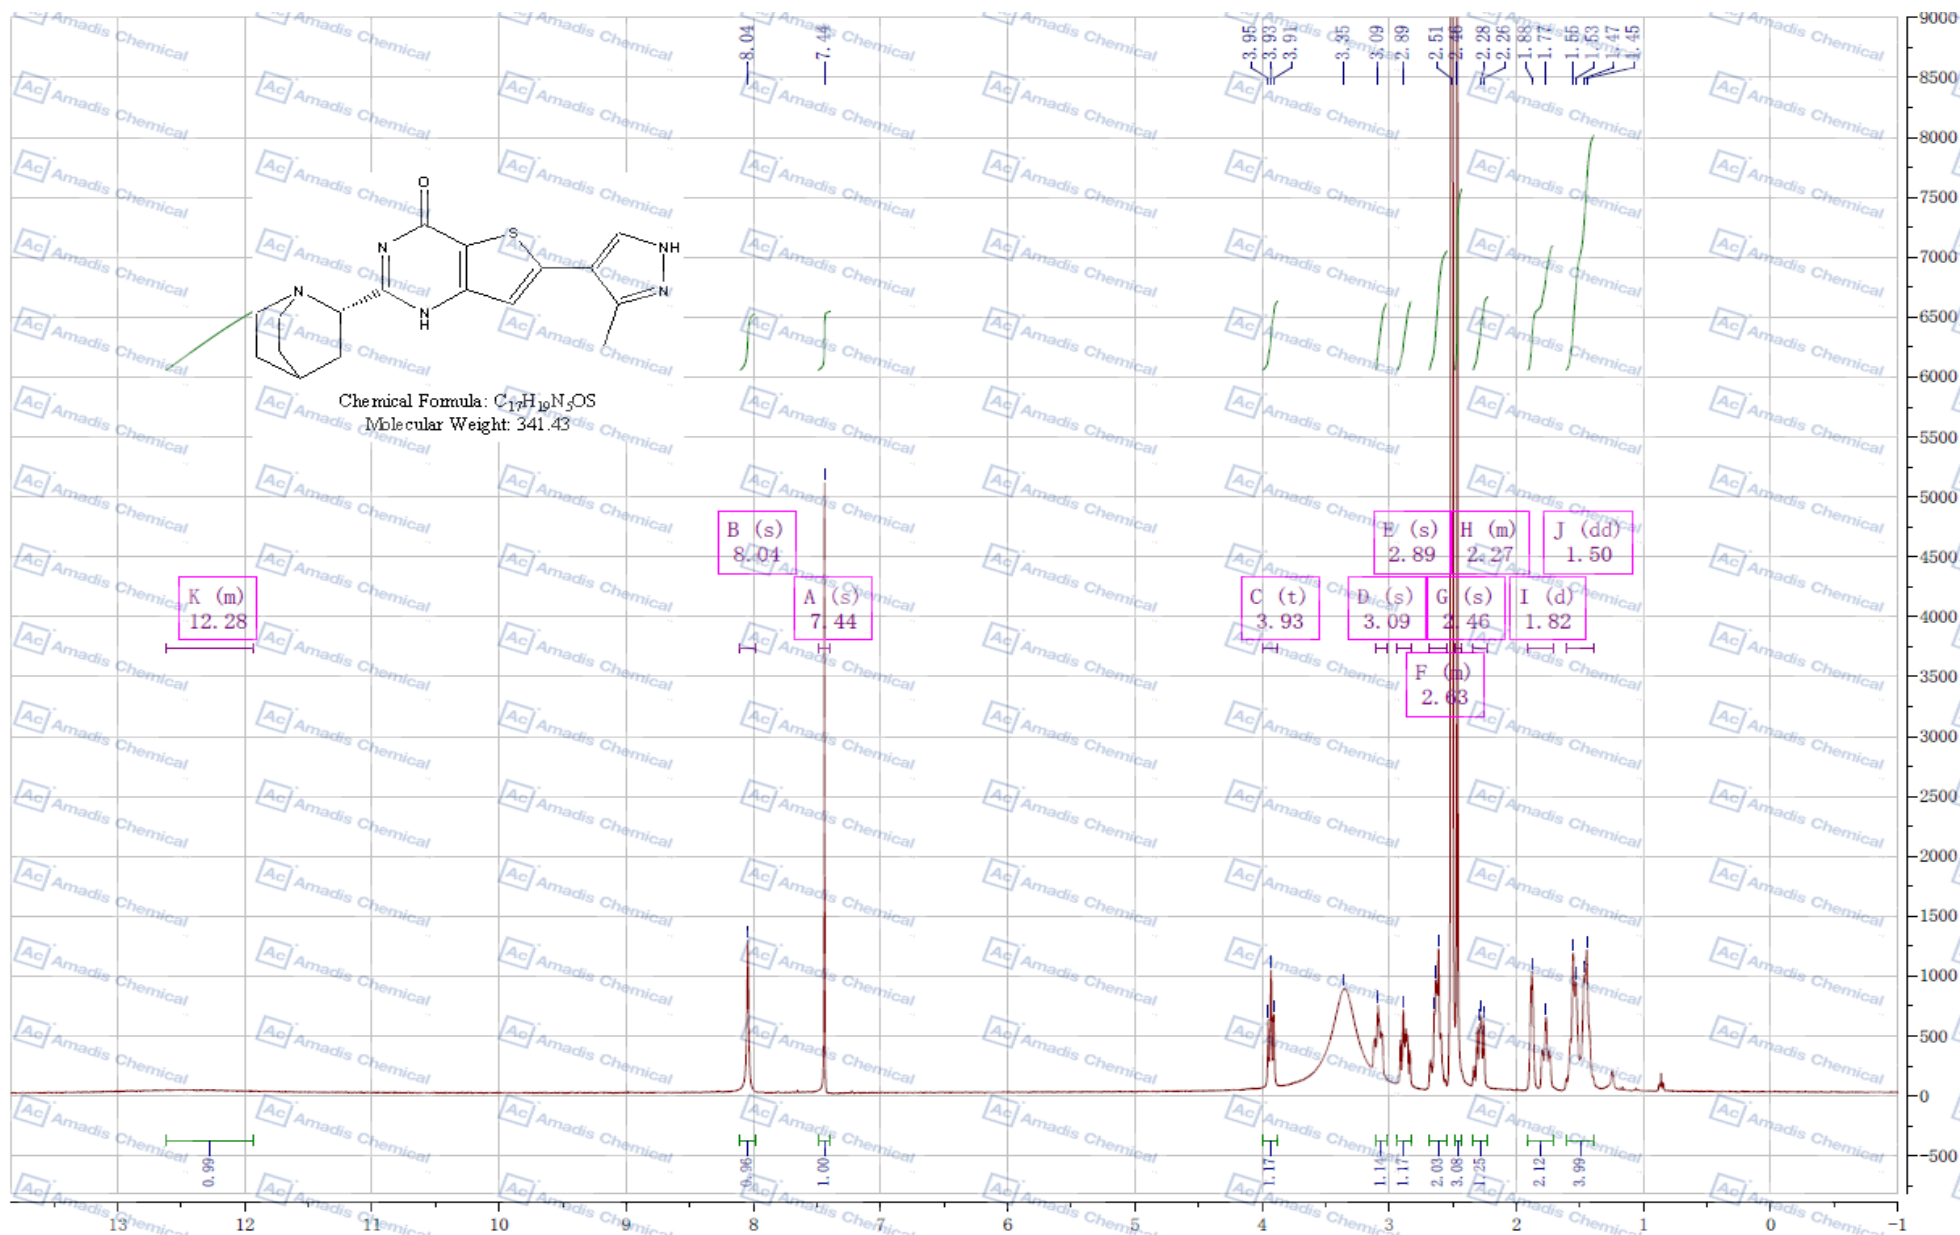 8.04
7.44
3.95
3.93
3.91
3.35
3.09
2.89
2.51
2.46
2.28
2.26
1.88
1.77
1.55
1.53
1.47
1.45
9000
8500
8000
7500
7000
6500
6000
5500
5000
4500
4000
3500
3000
2500
2000
1500
1000
500
0
-500
O
N
S
NH
N
N
N
H
Chemical Formula: C17H19N5OS
Molecular Weight: 341.43
B (s)
8.04
E (s)
2.89
H (m)
2.27
J (dd)
1.50
K (m)
12.28
A (s)
7.44
C (t)
3.93
D (s)
3.09
G (s)
2.46
I (d)
1.82
F (m)
2.63
0.99
0.96
1.00
1.17
1.14
1.17
2.03
3.08
1.25
2.12
3.99
13 12 11 10 9 8 7 6 5 4 3 2 1 0 -1
Ac Amadis Chemical